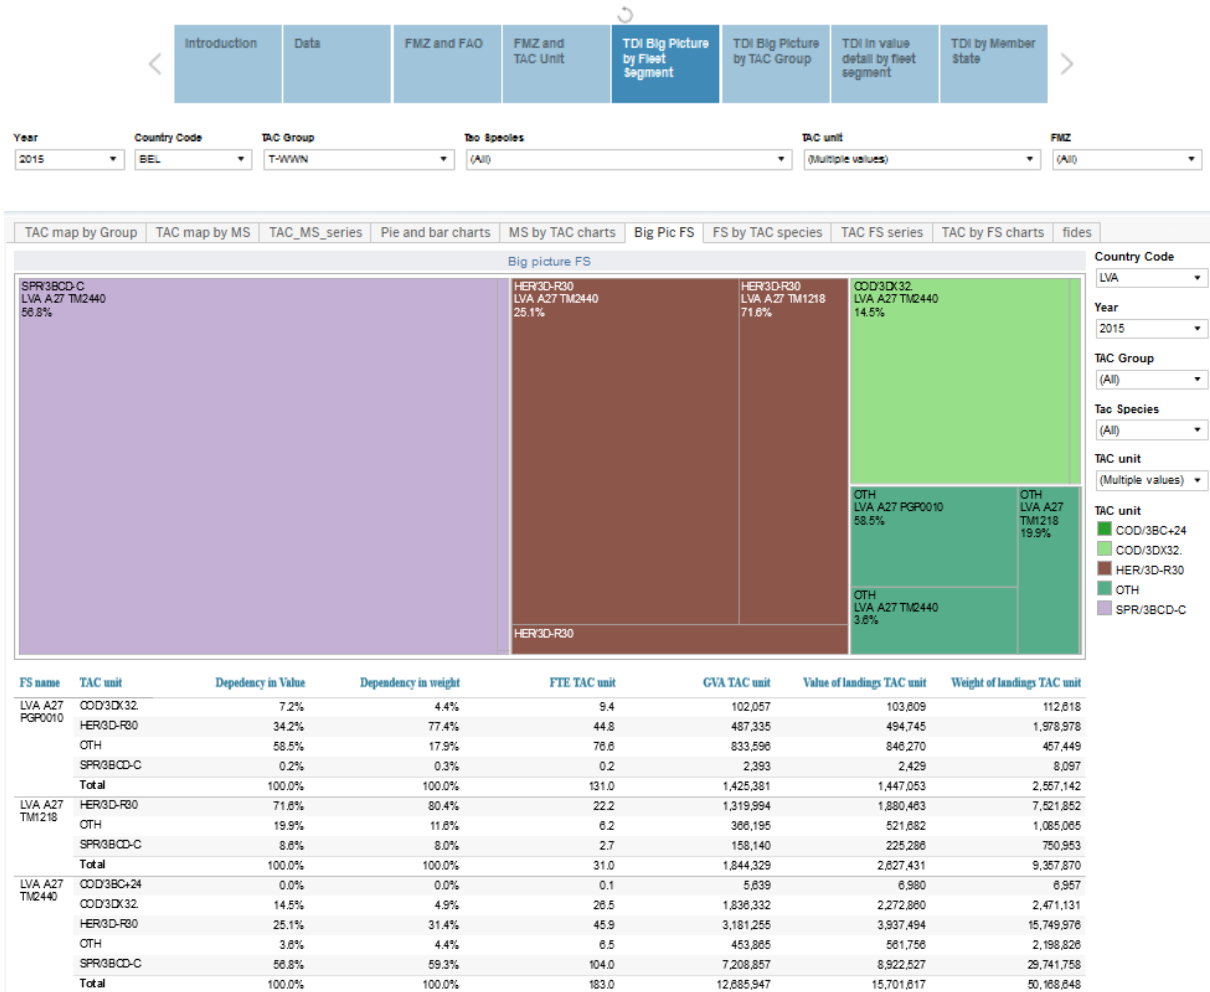 Introduction
Data
FMZ and FAO
FMZ and
TAC Unit
TDI Big Picture
by Fleet
Segment
TDI Big Picture
by TAC Group
TDI in value
detail by fleet
segment
TDI by Member
State
Year
Country Code
TAC Group
Tac Species
TAC unit
FMZ
2015
BEL
T-WWN
(All)
(Multiple values)
(All)
TAC map by Group
TAC map by MS
TAC_MS_series
Pie and bar charts
MS by TAC charts
Big Pic FS
FS by TAC species
TAC FS series
TAC by FS charts
fides
Big picture FS
SPR/3BCD-C
LVA A27 TM2440
56.8%
HER/3D-R30
LVA A27 TM2440
25.1%
HER/3D-R30
LVA A27 TM1218
71.6%
HER/3D-R30
COD/3DX32.
LVA A27 TM2440
14.5%
OTH
LVA A27 PGP0010
58.5%
OTH
LVA A27
TM1218
19.9%
OTH
LVA A27 TM2440
3.6%
Country Code
LVA
Year
2015
TAC Group
(All)
Tac Species
(All)
TAC unit
(Multiple values)
TAC unit
COD/3BC+24
COD/3DX32.
HER/3D-R30
OTH
SPR/3BCD-C
FS name TAC unit Depedency in Value Dependency in weight FTE TAC unit GVA TAC unit Value of landings TAC unit Weight of landings TAC unit
LVA A27 PGP0010 COD/3DX32. 7.2% 4.4% 9.4 102,057 103,609 112,618
HER/3D-R30 34.2% 77.4% 44.8 487,335 494,745 1,978,978
OTH 58.5% 17.9% 76.6 833,596 846,270 457,449
SPR/3BCD-C 0.2% 0.3% 0.2 2,393 2,429 8,097
Total 100.0% 100.0% 131.0 1,425,381 1,447,053 2,557,142
LVA A27 TM1218 HER/3D-R30 71.6% 80.4% 22.2 1,319,994 1,880,463 7,521,852
OTH 19.9% 11.6% 6.2 366,195 521,682 1,085,065
SPR/3BCD-C 8.6% 8.0% 2.7 158,140 225,286 750,953
Total 100.0% 100.0% 31.0 1,844,329 2,627,431 9,357,870
LVA A27 TM2440 COD/3BC+24 0.0% 0.0% 0.1 5,639 6,980 6,957
COD/3DX32. 14.5% 4.9% 26.5 1,836,332 2,272,860 2,471,131
HER/3D-R30 25.1% 31.4% 45.9 3,181,255 3,937,494 15,749,976
OTH 3.6% 4.4% 6.5 453,865 561,756 2,198,826
SPR/3BCD-C 56.8% 59.3% 104.0 7,208,857 8,922,527 29,741,758
Total 100.0% 100.0% 183.0 12,685,947 15,701,617 50,168,648